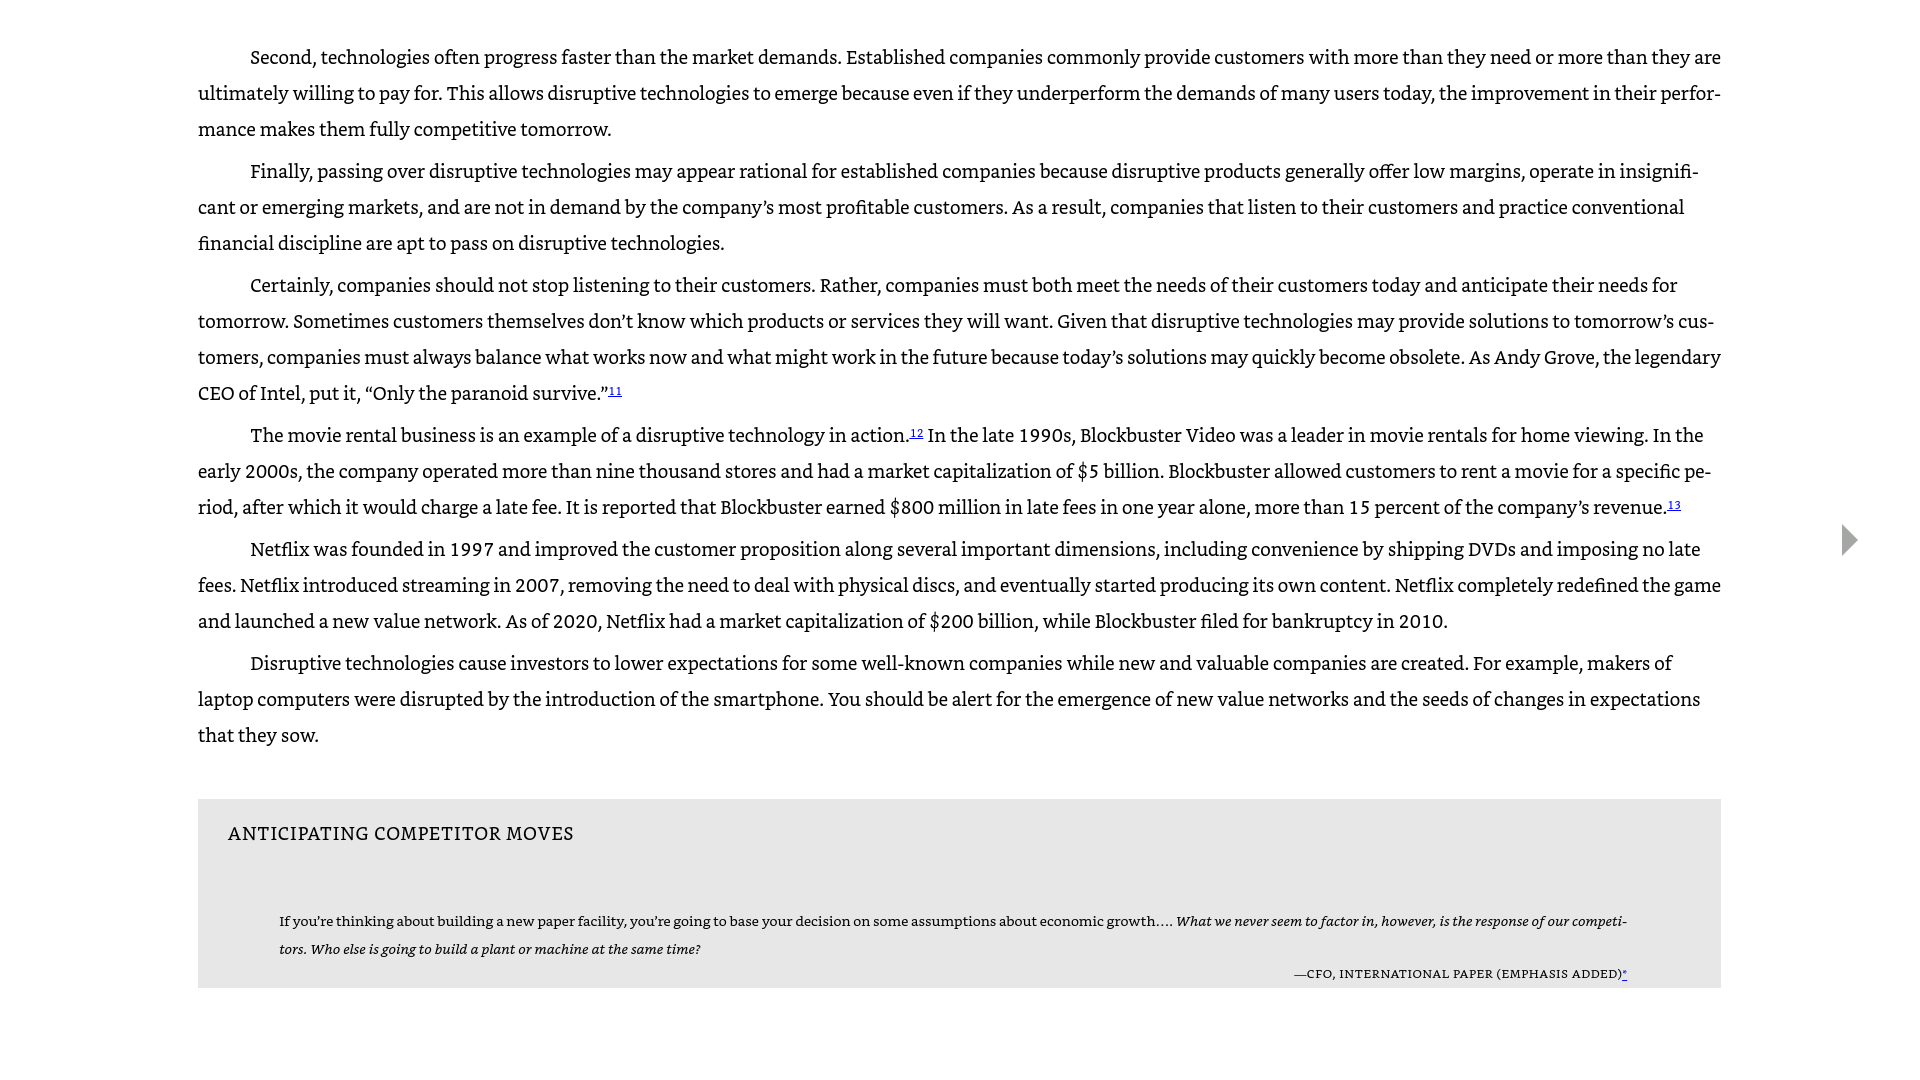 Second, technologies often progress faster than the market demands. Established companies commonly provide customers with more than they need or more than they are
ultimately willing to pay for. This allows disruptive technologies to emerge because even if they underperform the demands of many users today, the improvement in their perfor-
mance makes them fully competitive tomorrow.
Finally, passing over disruptive technologies may appear rational for established companies because disruptive products generally offer low margins, operate in insignifi-
cant or emerging markets, and are not in demand by the company’s most profitable customers. As a result, companies that listen to their customers and practice conventional
financial discipline are apt to pass on disruptive technologies.
Certainly, companies should not stop listening to their customers. Rather, companies must both meet the needs of their customers today and anticipate their needs for
tomorrow. Sometimes customers themselves don’t know which products or services they will want. Given that disruptive technologies may provide solutions to tomorrow’s cus-
tomers, companies must always balance what works now and what might work in the future because today’s solutions may quickly become obsolete. As Andy Grove, the legendary
CEO of Intel, put it, “Only the paranoid survive.”11
The movie rental business is an example of a disruptive technology in action.12 In the late 1990s, Blockbuster Video was a leader in movie rentals for home viewing. In the
early 2000s, the company operated more than nine thousand stores and had a market capitalization of $5 billion. Blockbuster allowed customers to rent a movie for a specific pe-
riod, after which it would charge a late fee. It is reported that Blockbuster earned $800 million in late fees in one year alone, more than 15 percent of the company’s revenue.13
Netflix was founded in 1997 and improved the customer proposition along several important dimensions, including convenience by shipping DVDs and imposing no late
fees. Netflix introduced streaming in 2007, removing the need to deal with physical discs, and eventually started producing its own content. Netflix completely redefined the game
and launched a new value network. As of 2020, Netflix had a market capitalization of $200 billion, while Blockbuster filed for bankruptcy in 2010.
Disruptive technologies cause investors to lower expectations for some well-known companies while new and valuable companies are created. For example, makers of
laptop computers were disrupted by the introduction of the smartphone. You should be alert for the emergence of new value networks and the seeds of changes in expectations
that they sow.
ANTICIPATING COMPETITOR MOVES
If you’re thinking about building a new paper facility, you’re going to base your decision on some assumptions about economic growth…. What we never seem to factor in, however, is the response of our competi-
tors. Who else is going to build a plant or machine at the same time?
—CFO, INTERNATIONAL PAPER (EMPHASIS ADDED)*